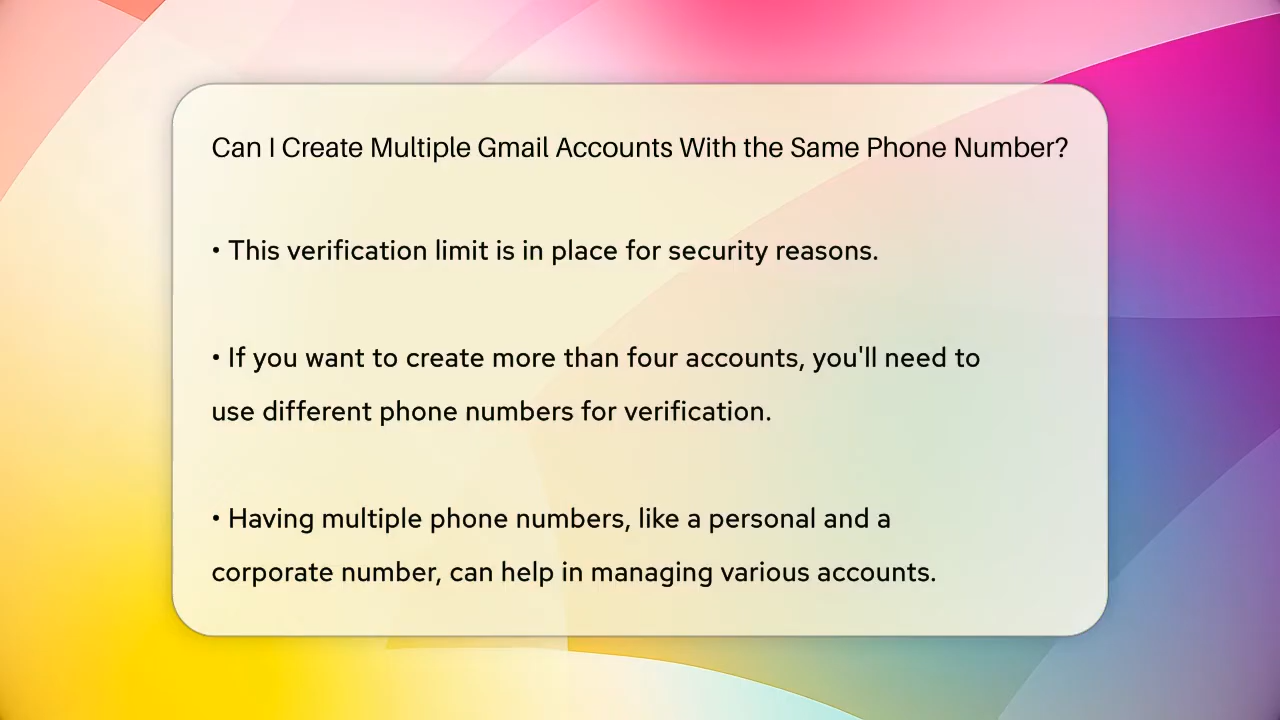 Can I Create Multiple Gmail Accounts With the Same Phone Number?
• This verification limit is in place for security reasons.
• If you want to create more than four accounts, you'll need to
use different phone numbers for verification.
• Having multiple phone numbers, like a personal and a
corporate number, can help in managing various accounts.